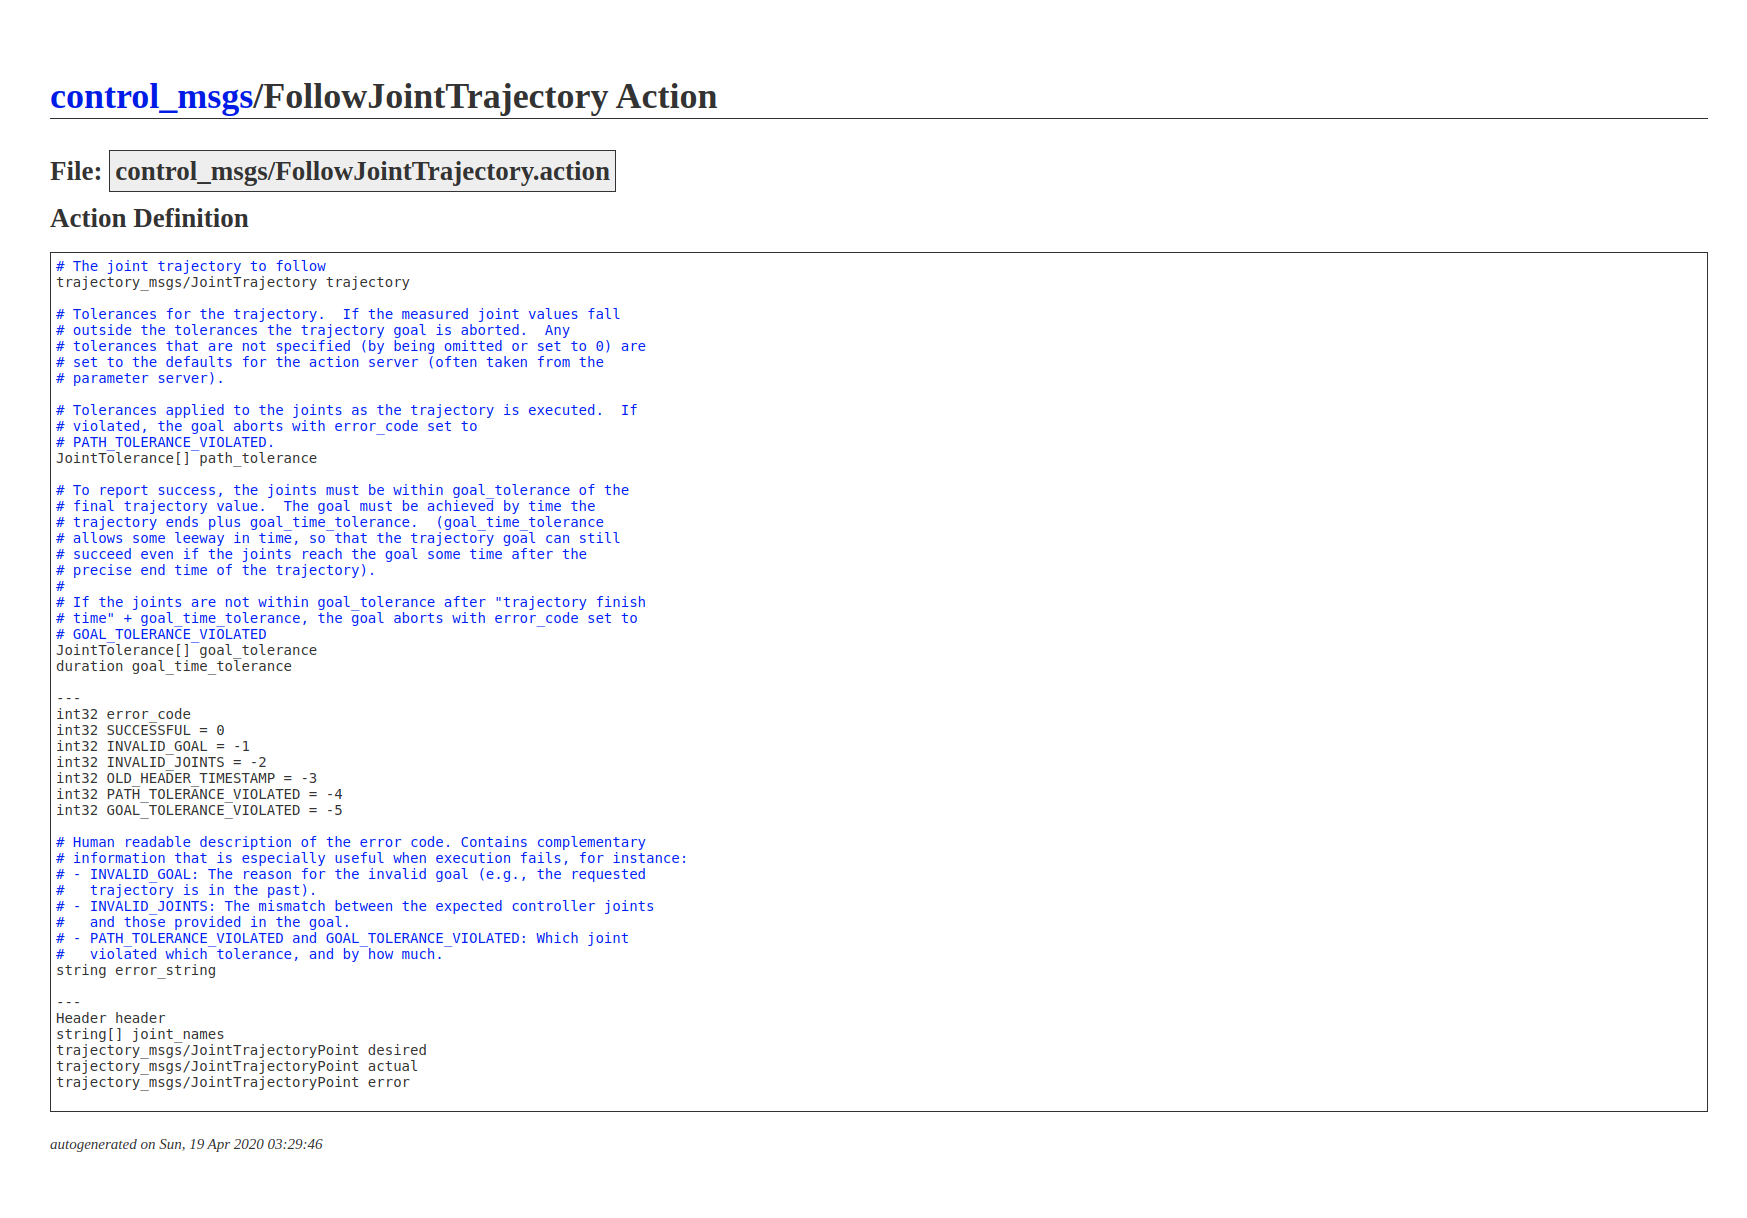 control_msgs/FollowJointTrajectory Action
File: control_msgs/FollowJointTrajectory.action
Action Definition
# The joint trajectory to follow
trajectory_msgs/JointTrajectory trajectory
# Tolerances for the trajectory.  If the measured joint values fall
# outside the tolerances the trajectory goal is aborted.  Any
# tolerances that are not specified (by being omitted or set to 0) are
# set to the defaults for the action server (often taken from the
# parameter server).
# Tolerances applied to the joints as the trajectory is executed.  If
# violated, the goal aborts with error_code set to
# PATH_TOLERANCE_VIOLATED.
JointTolerance[] path_tolerance
# To report success, the joints must be within goal_tolerance of the
# final trajectory value.  The goal must be achieved by time the
# trajectory ends plus goal_time_tolerance.  (goal_time_tolerance
# allows some leeway in time, so that the trajectory goal can still
# succeed even if the joints reach the goal some time after the
# precise end time of the trajectory).
#
# If the joints are not within goal_tolerance after "trajectory finish
# time" + goal_time_tolerance, the goal aborts with error_code set to
# GOAL_TOLERANCE_VIOLATED
JointTolerance[] goal_tolerance
duration goal_time_tolerance
---
int32 error_code
int32 SUCCESSFUL = 0
int32 INVALID_GOAL = -1
int32 INVALID_JOINTS = -2
int32 OLD_HEADER_TIMESTAMP = -3
int32 PATH_TOLERANCE_VIOLATED = -4
int32 GOAL_TOLERANCE_VIOLATED = -5
# Human readable description of the error code. Contains complementary
# information that is especially useful when execution fails, for instance:
# - INVALID_GOAL: The reason for the invalid goal (e.g., the requested
#   trajectory is in the past).
# - INVALID_JOINTS: The mismatch between the expected controller joints
#   and those provided in the goal.
# - PATH_TOLERANCE_VIOLATED and GOAL_TOLERANCE_VIOLATED: Which joint
#   violated which tolerance, and by how much.
string error_string
---
Header header
string[] joint_names
trajectory_msgs/JointTrajectoryPoint desired
trajectory_msgs/JointTrajectoryPoint actual
trajectory_msgs/JointTrajectoryPoint error
autogenerated on Sun, 19 Apr 2020 03:29:46